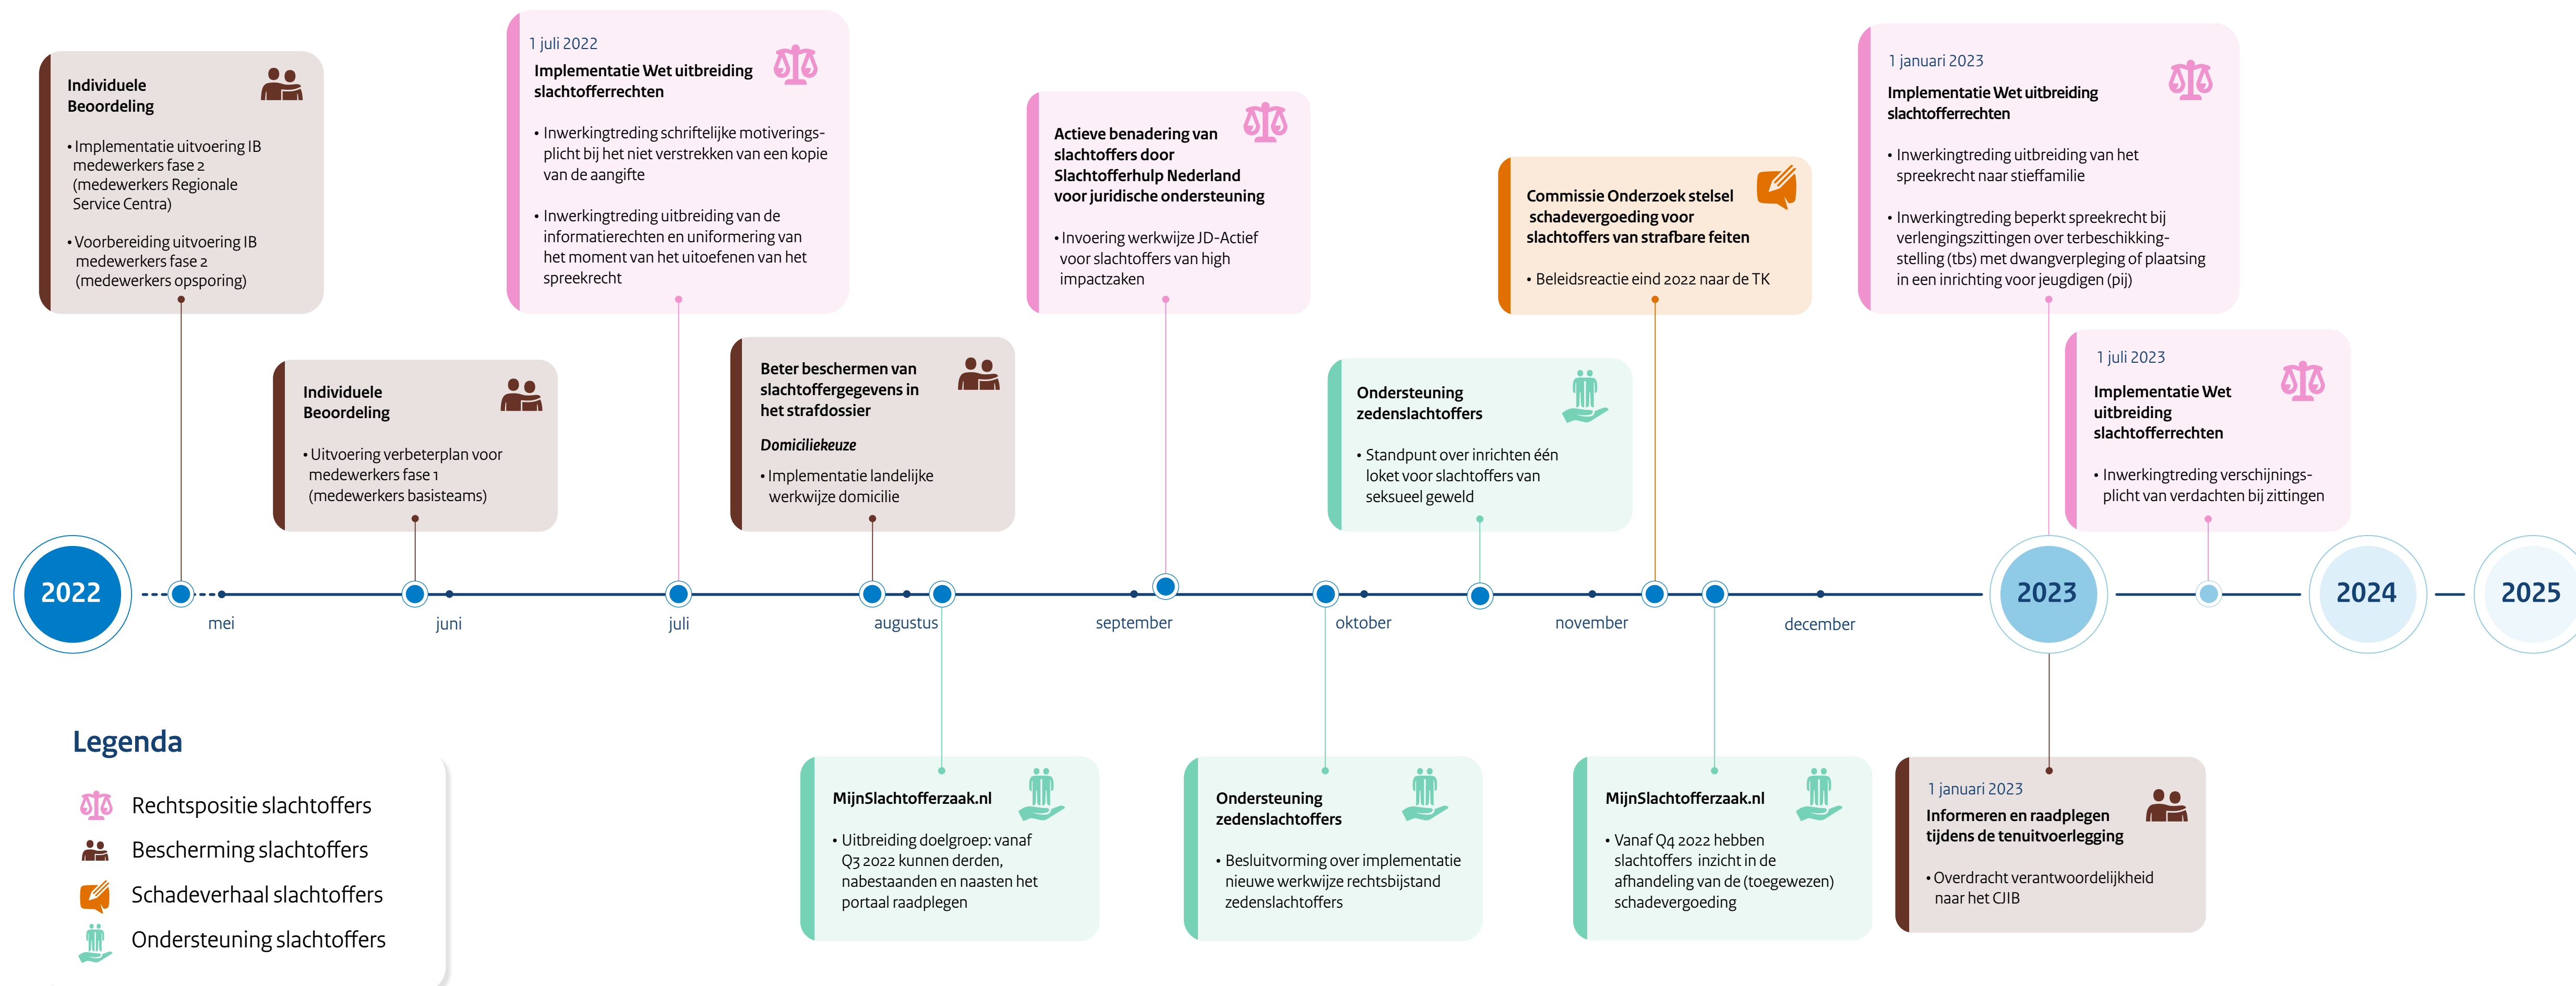 Individuele
Beoordeling
• Implementatie uitvoering IB
medewerkers fase 2
(medewerkers Regionale
Service Centra)
• Voorbereiding uitvoering IB
medewerkers fase 2
(medewerkers opsporing)
Individuele
Beoordeling
• Uitvoering verbeterplan voor
medewerkers fase 1
(medewerkers basisteams)
1 juli 2022
Implementatie Wet uitbreiding
slachtofferrechten
• Inwerkingtreding schriftelijke motiverings-
plicht bij het niet verstrekken van een kopie
van de aangifte
• Inwerkingtreding uitbreiding van de
informatierechten en uniformering van
het moment van het uitoefenen van het
spreekrecht
Beter beschermen van
slachtoffergegevens in
het strafdossier
Domiciliekeuze
• Implementatie landelijke
werkwijze domicilie
Actieve benadering van
slachtoffers door
Slachtofferhulp Nederland
voor juridische ondersteuning
• Invoering werkwijze JD-Actief
voor slachtoffers van high
impactzaken
Ondersteuning
zedenslachtoffers
• Standpunt over inrichten één
loket voor slachtoffers van
seksueel geweld
Commissie Onderzoek stelsel
schadevergoeding voor
slachtoffers van strafbare feiten
• Beleidsreactie eind 2022 naar de TK
1 januari 2023
Implementatie Wet uitbreiding
slachtofferrechten
• Inwerkingtreding uitbreiding van het
spreekrecht naar stieffamilie
• Inwerkingtreding beperkt spreekrecht bij
verlengingszittingen over terbeschikking-
stelling (tbs) met dwangverpleging of plaatsing
in een inrichting voor jeugdigen (pij)
1 juli 2023
Implementatie Wet
uitbreiding
slachtofferrechten
• Inwerkingtreding verschijnings-
plicht van verdachten bij zittingen
2022
mei
juni
juli
augustus
september
oktober
november
december
2023
2024
2025
MijnSlachtofferzaak.nl
• Uitbreiding doelgroep: vanaf
Q3 2022 kunnen derden,
nabestaanden en naasten het
portaal raadplegen
Ondersteuning
zedenslachtoffers
• Besluitvorming over implementatie
nieuwe werkwijze rechtsbijstand
zedenslachtoffers
MijnSlachtofferzaak.nl
• Vanaf Q4 2022 hebben
slachtoffers inzicht in de
afhandeling van de (toegewezen)
schadevergoeding
1 januari 2023
Informeren en raadplegen
tijdens de tenuitvoerlegging
• Overdracht verantwoordelijkheid
naar het CJIB
Legenda
Rechtspositie slachtoffers
Bescherming slachtoffers
Schadeverhaal slachtoffers
Ondersteuning slachtoffers